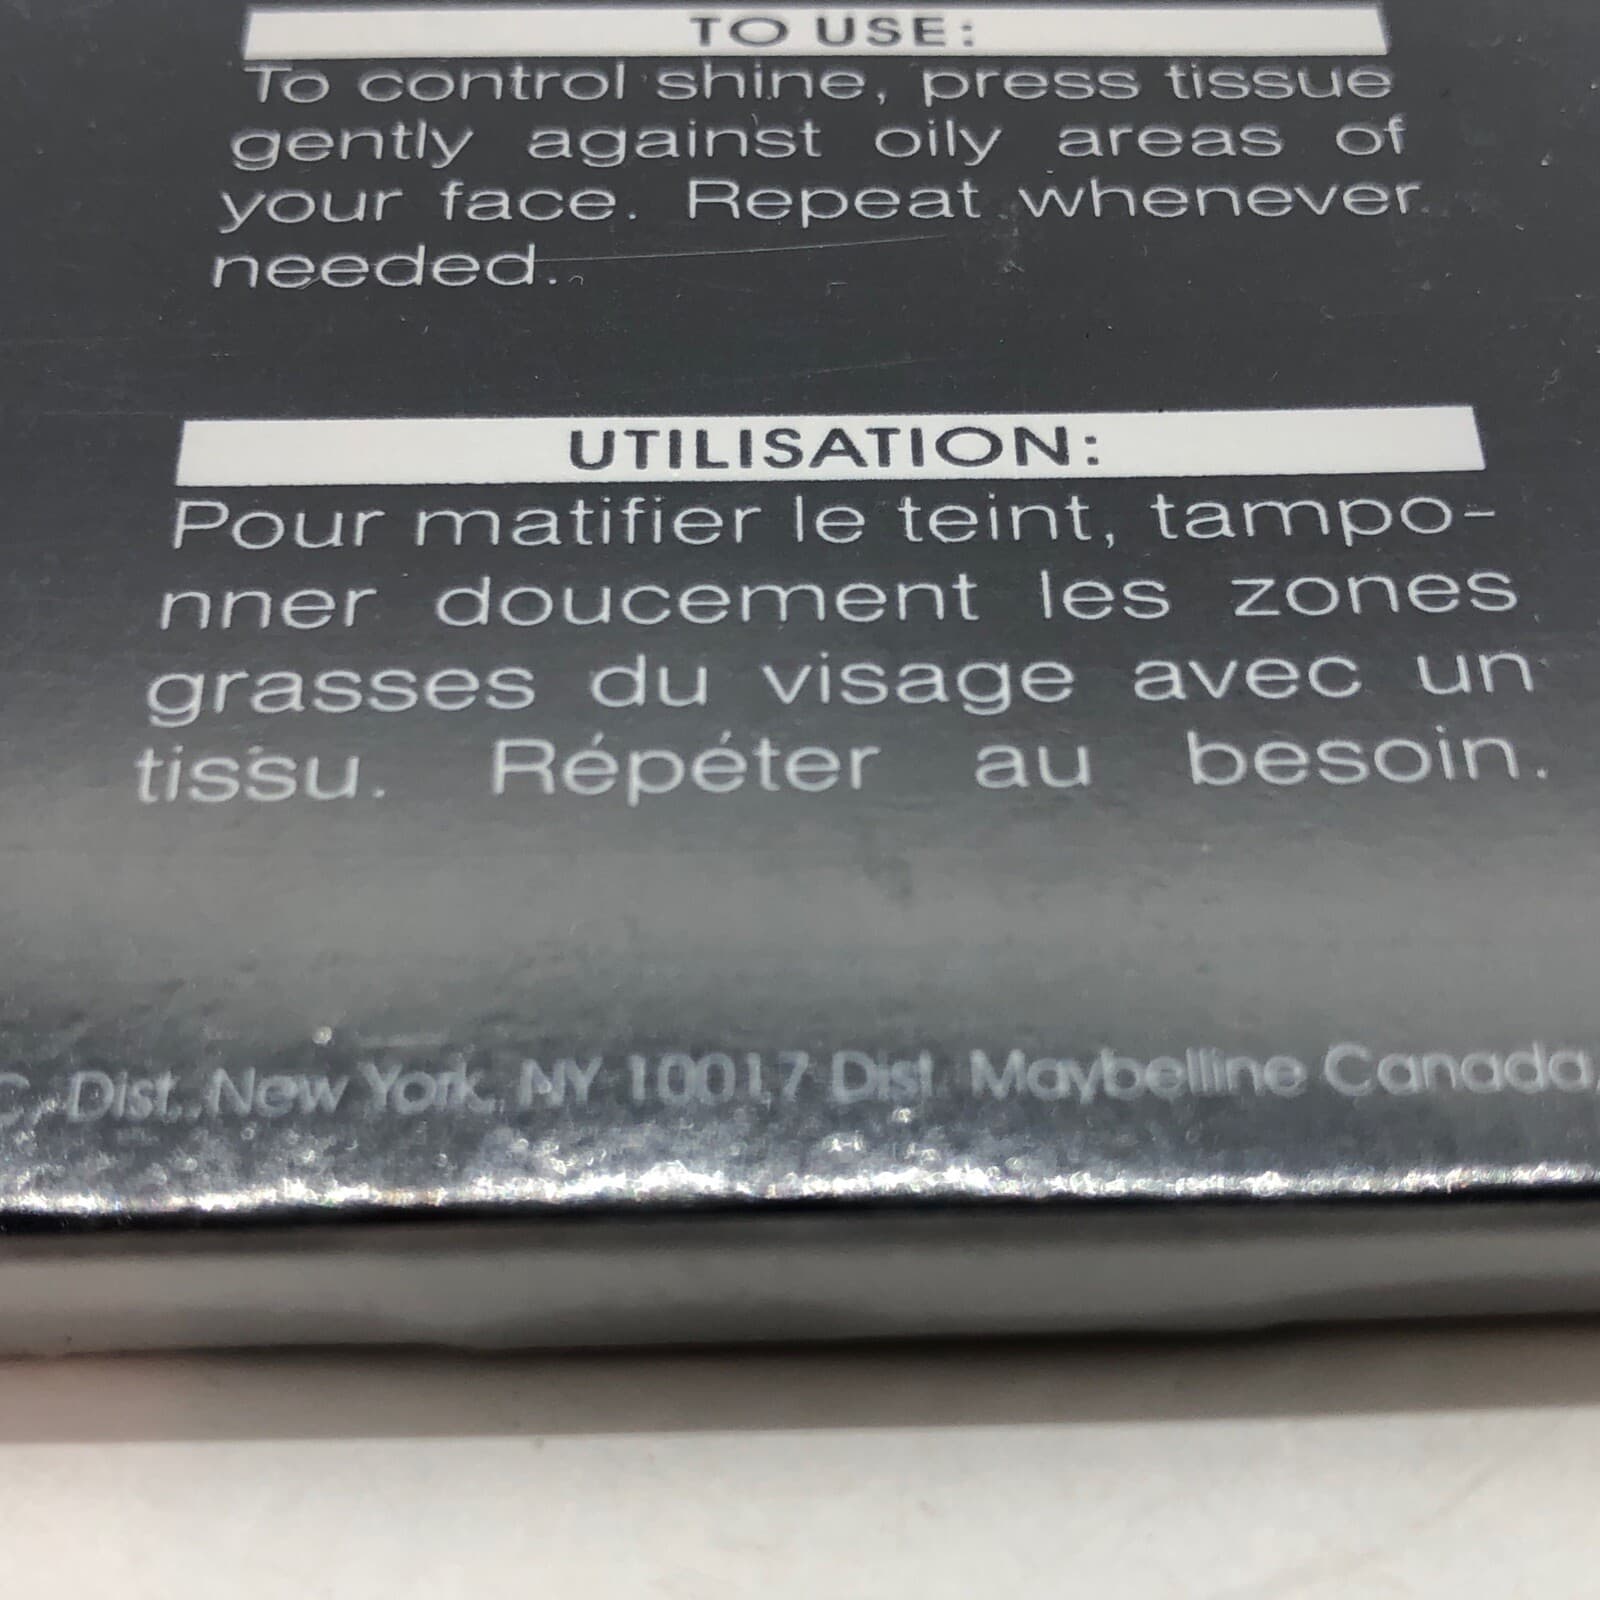 TO USE:
To control shine, press tissue
gently against oily areas of
your face. Repeat whenever
needed.
UTILISATION:
Pour matifier le teint, tampo-
nner doucement les zones
grasses du visage avec un
tissu. Répéter au besoin.
Dist. New York, NY 10017 Dist. Maybelline Canada,